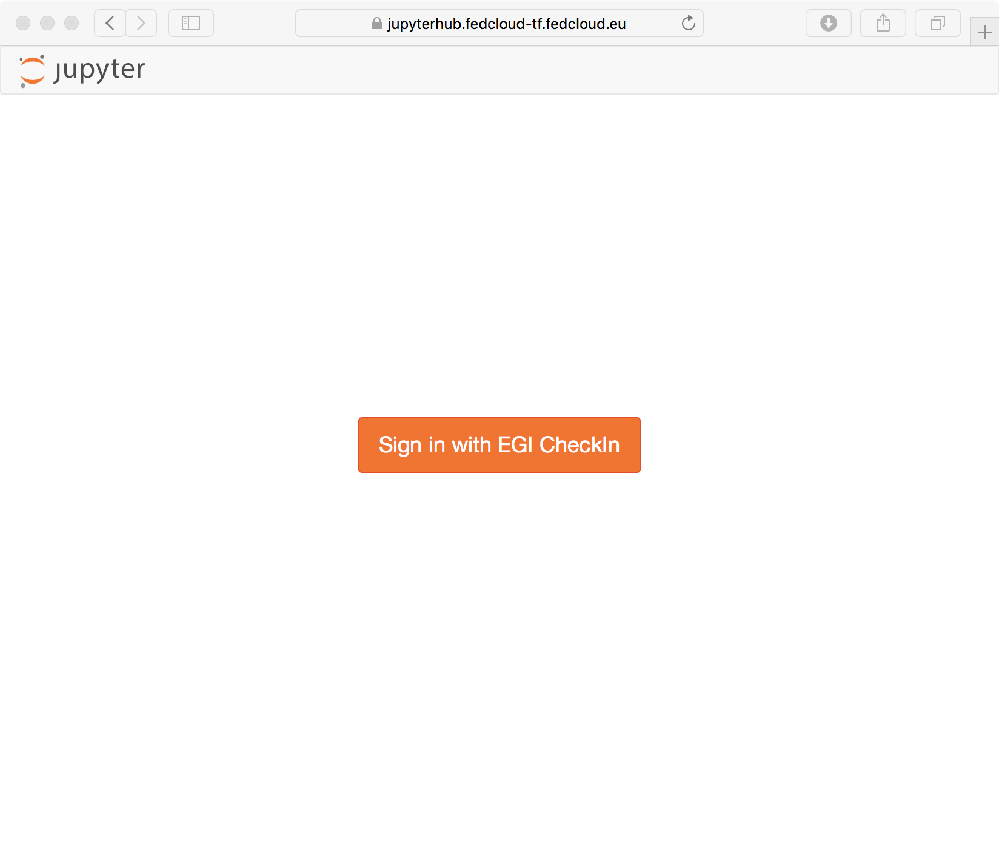 jupyterhub.fedcloud-tf.fedcloud.eu
jupyter
Sign in with EGI CheckIn